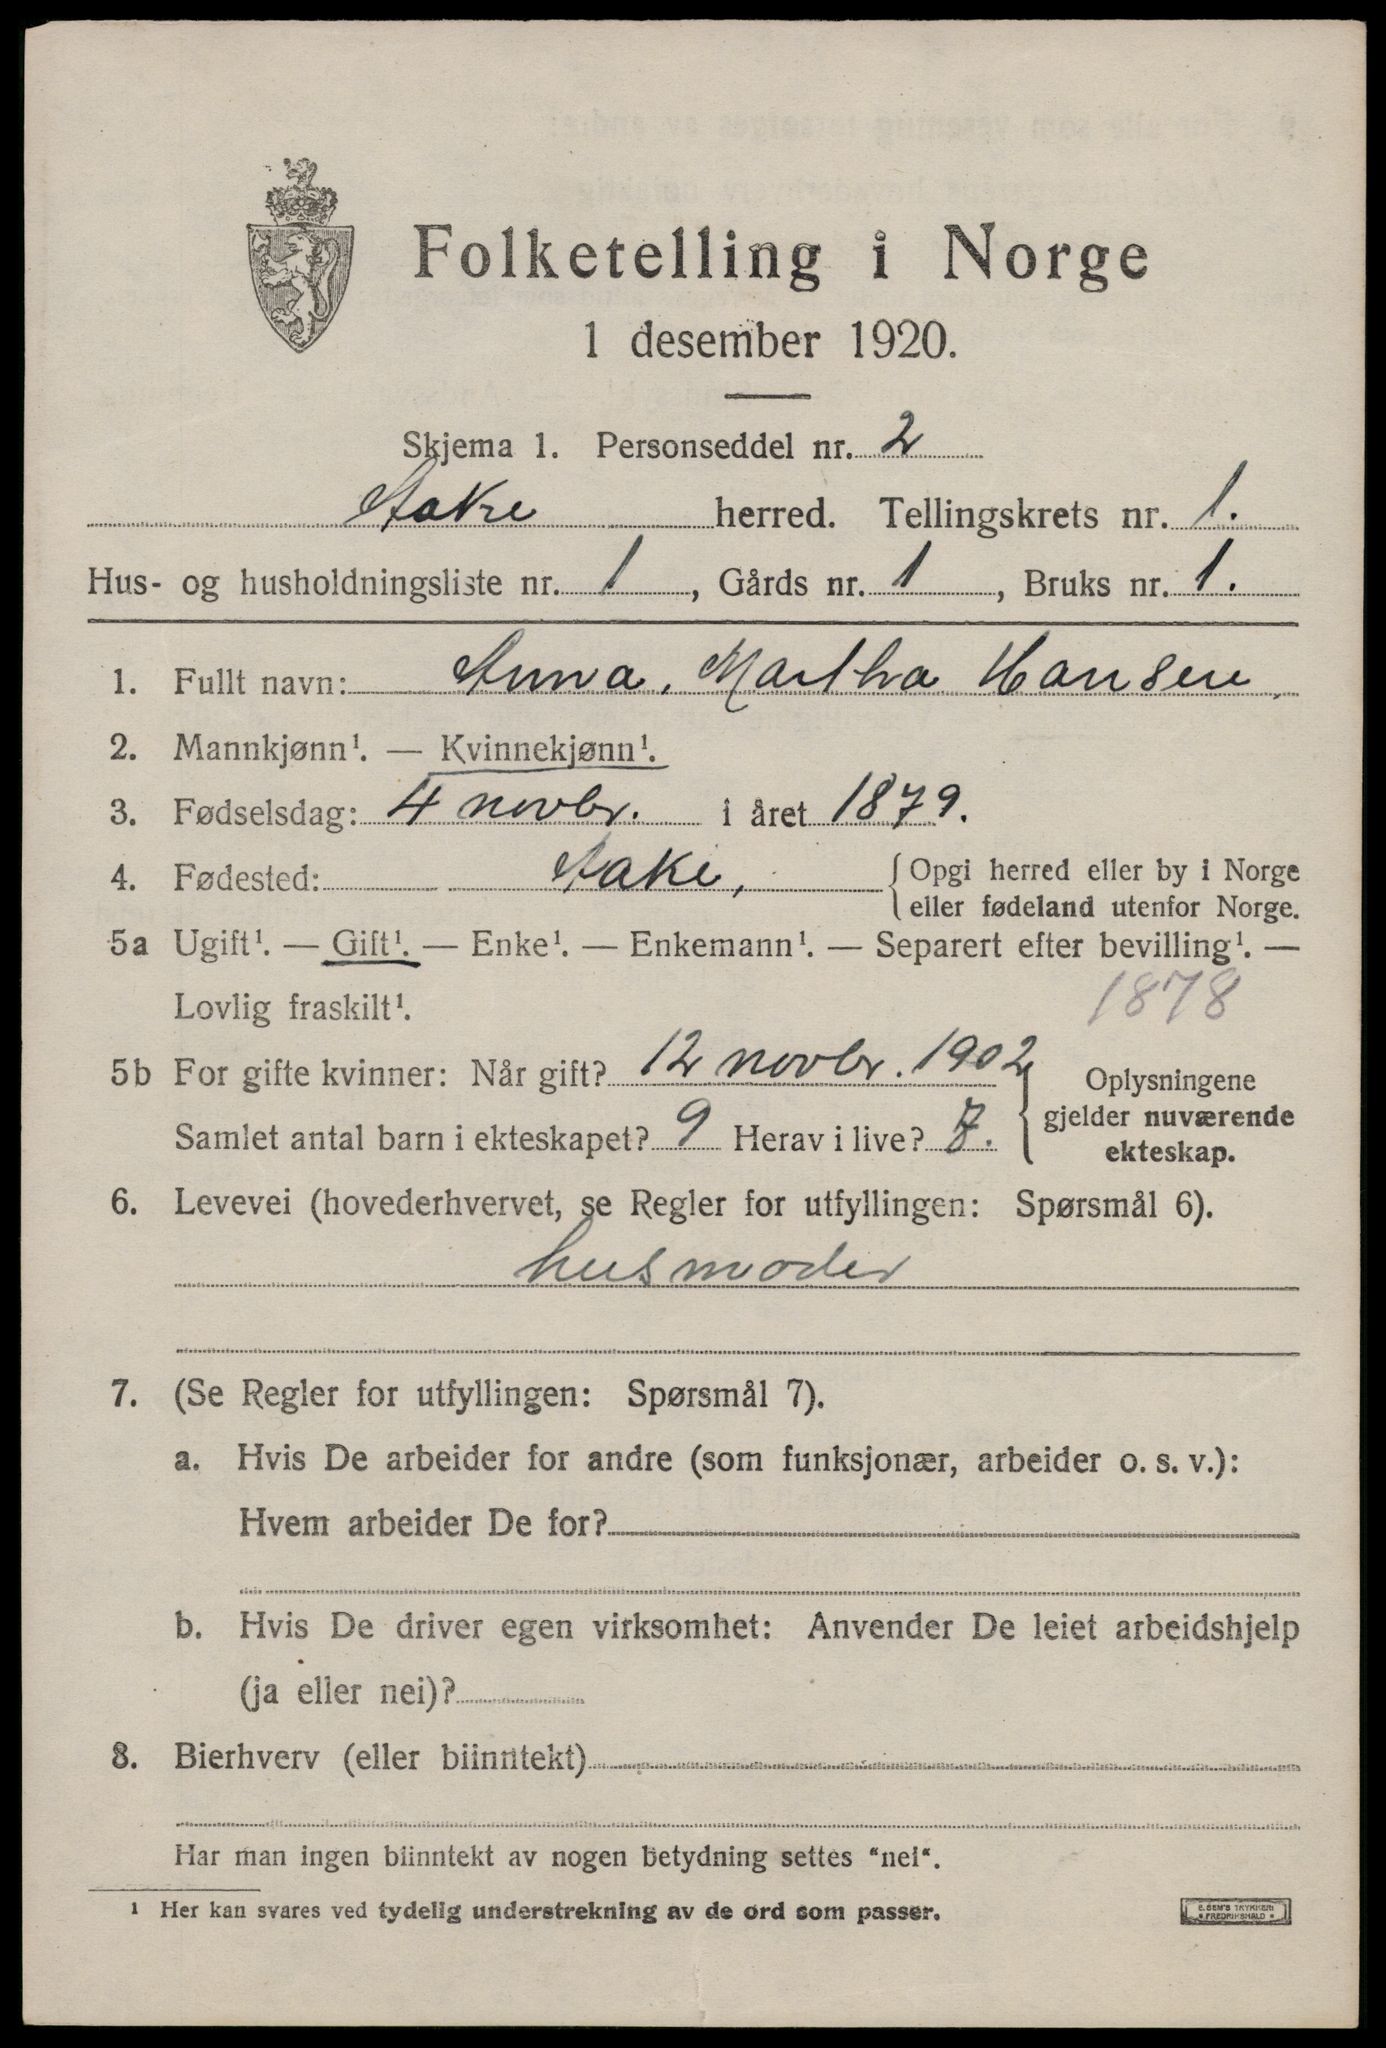 Folketelling i Norge
1 desember 1920.
Skjema 1. Personseddel nr. 2
Aakre herred. Tellingskrets nr. 1.
Hus- og husholdningsliste nr. 1, Gårds nr. 1, Bruks nr. 1.
1. Fullt navn: Anna, Martha Hansen,
2. Mannkjønn¹. — Kvinnekjønn¹.
3. Fødselsdag: 4 novbr. i året 1879.
4. Fødested: Aakre, { Opgi herred eller by i Norge
eller fødeland utenfor Norge.
5a Ugift¹. — Gift¹. — Enke¹. — Enkemann¹. — Separert efter bevilling¹. —
Lovlig fraskilt¹. 1878
5b For gifte kvinner: Når gift? 12 novbr. 1902
Samlet antal barn i ekteskapet? 9 Herav i live? 7.
Oplysningene
gjelder nuværende
ekteskap.
6. Levevei (hovederhvervet, se Regler for utfyllingen: Spørsmål 6).
husmoder
7. (Se Regler for utfyllingen: Spørsmål 7).
a. Hvis De arbeider for andre (som funksjonær, arbeider o. s. v.):
Hvem arbeider De for?
b. Hvis De driver egen virksomhet: Anvender De leiet arbeidshjelp
(ja eller nei)?
8. Bierhverv (eller biinntekt)
Har man ingen biinntekt av nogen betydning settes "nei".
¹ Her kan svares ved tydelig understrekning av de ord som passer.
E. SEM'S TRYKKERI
• FREDRIKSHALD •